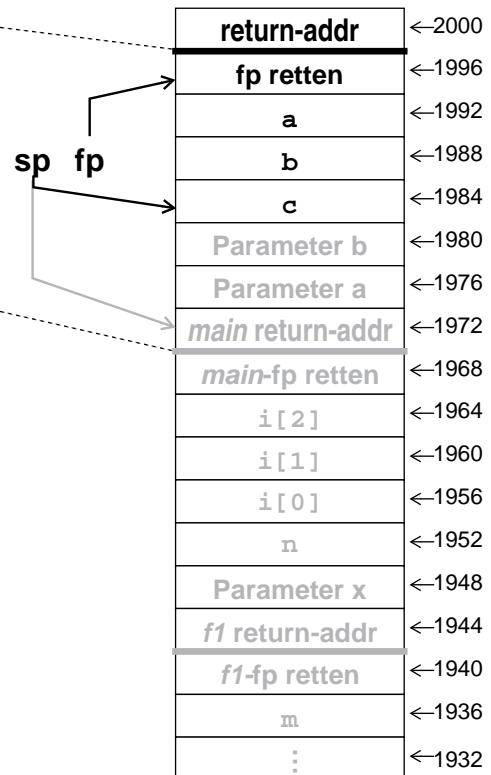 return-addr ←2000
fp retten ←1996
a ←1992
b ←1988
sp fp
c ←1984
Parameter b ←1980
Parameter a ←1976
main return-addr ←1972
main-fp retten ←1968
i[2] ←1964
i[1] ←1960
i[0] ←1956
n ←1952
Parameter x ←1948
f1 return-addr ←1944
f1-fp retten ←1940
m ←1936
⋮ ←1932